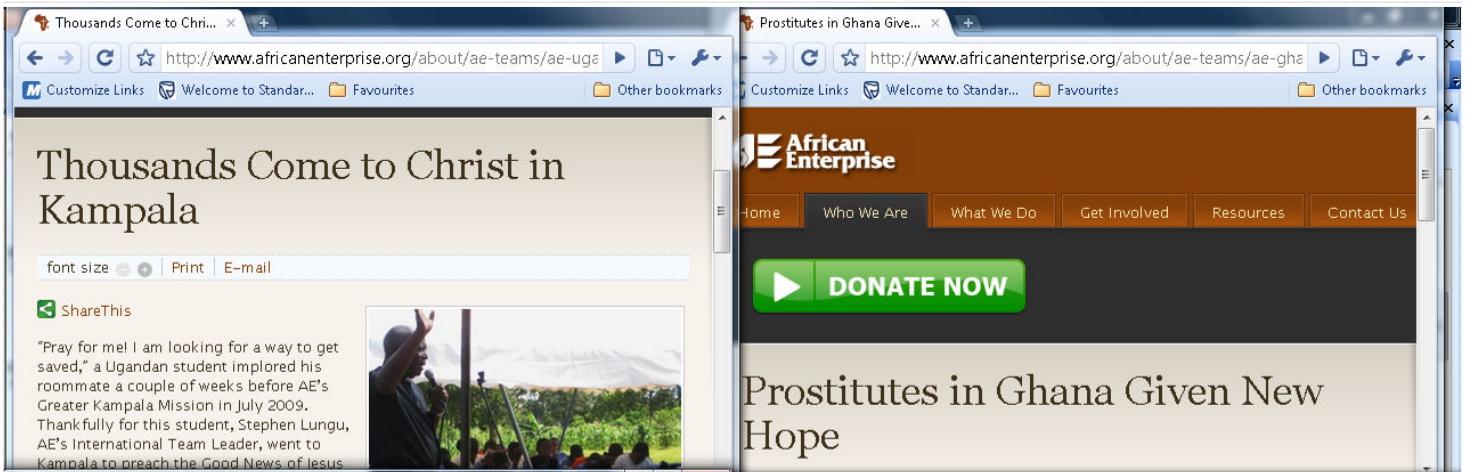 Thousands Come to Chri...
http://www.africanenterprise.org/about/ae-teams/ae-uga
Customize Links Welcome to Standar... Favourites Other bookmarks
Thousands Come to Christ in
Kampala
font size Print E-mail
ShareThis
"Pray for me! I am looking for a way to get
saved," a Ugandan student implored his
roommate a couple of weeks before AE's
Greater Kampala Mission in July 2009.
Thankfully for this student, Stephen Lungu,
AE's International Team Leader, went to
Kampala to preach the Good News of Jesus
Prostitutes in Ghana Give...
http://www.africanenterprise.org/about/ae-teams/ae-gha
Customize Links Welcome to Standar... Favourites Other bookmarks
African
Enterprise
Home Who We Are What We Do Get Involved Resources Contact Us
DONATE NOW
Prostitutes in Ghana Given New
Hope